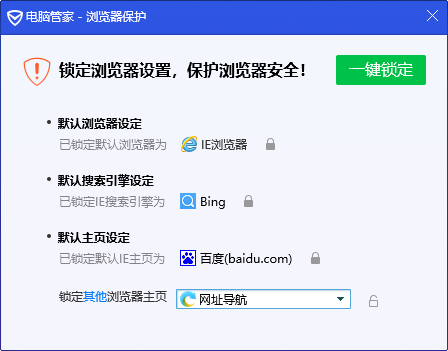 电脑管家 - 浏览器保护
锁定浏览器设置，保护浏览器安全！
一键锁定
默认浏览器设定
已锁定默认浏览器为 IE浏览器
默认搜索引擎设定
已锁定IE搜索引擎为 Bing
默认主页设定
已锁定默认IE主页为 百度(baidu.com)
锁定其他浏览器主页 网址导航